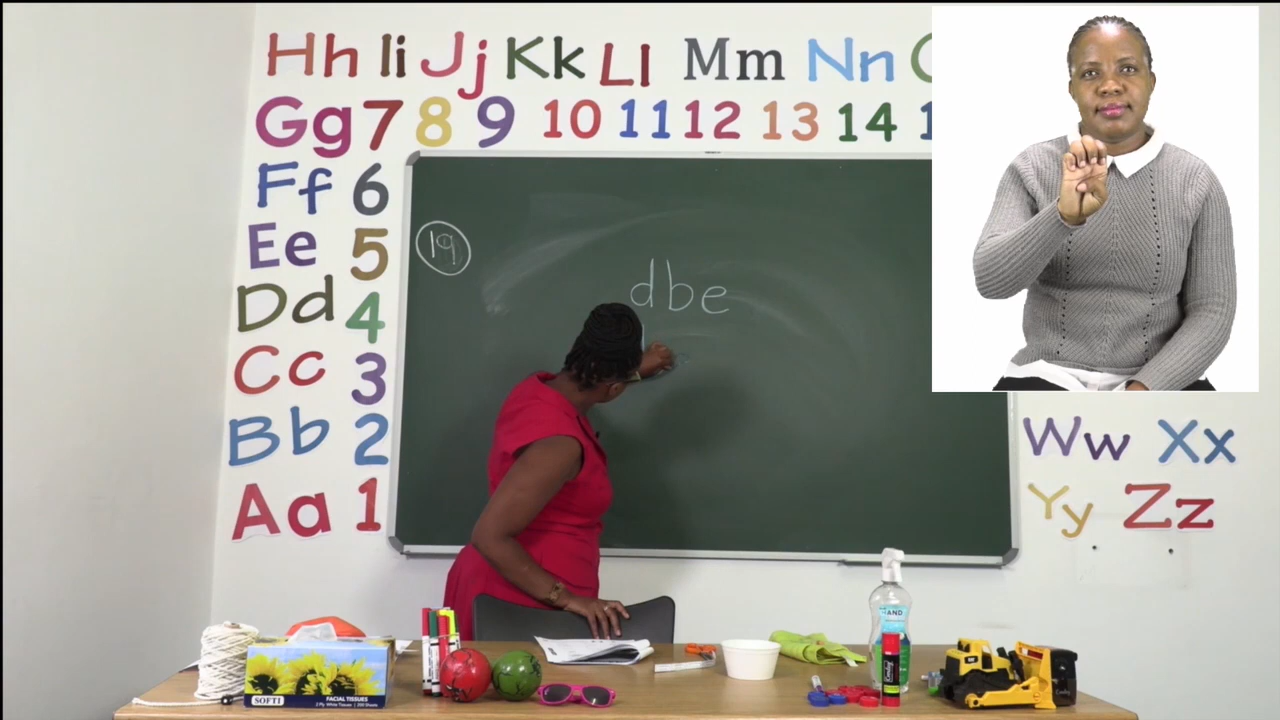 Hh Ii Jj Kk Ll Mm Nn
Gg 7 8 9 10 11 12 13 14
Ff 6
Ee 5
Dd 4
Cc 3
Bb 2
Aa 1
19
dbe
Ww Xx
Yy Zz
SOFTI
FACIAL TISSUES
HAND
CAT